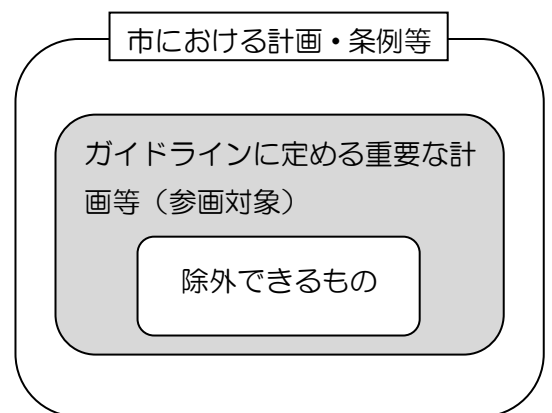 市における計画・条例等
ガイドラインに定める重要な計
画等（参画対象）
除外できるもの